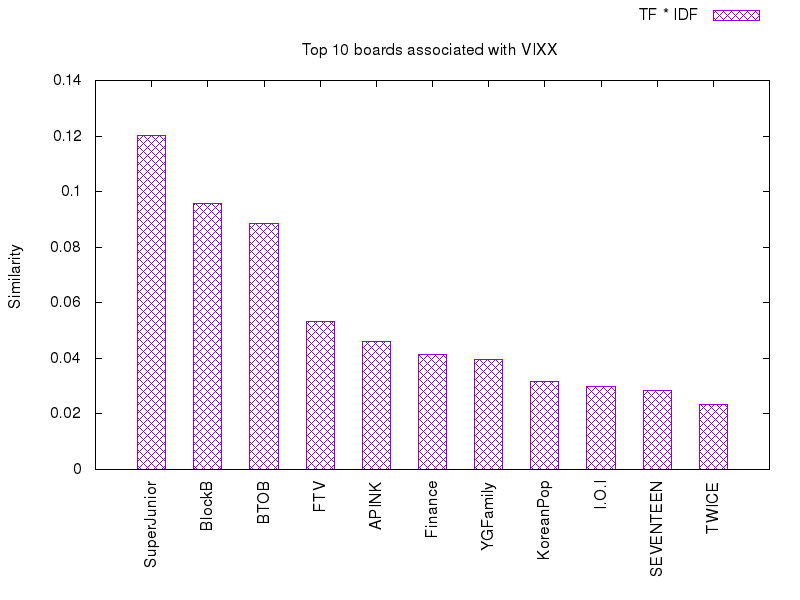 TF * IDF
Top 10 boards associated with VIXX
0.14
0.12
0.1
0.08
0.06
0.04
0.02
0
Similarity
SuperJunior
BlockB
BTOB
FTV
APINK
Finance
YGFamily
KoreanPop
I.O.I
SEVENTEEN
TWICE